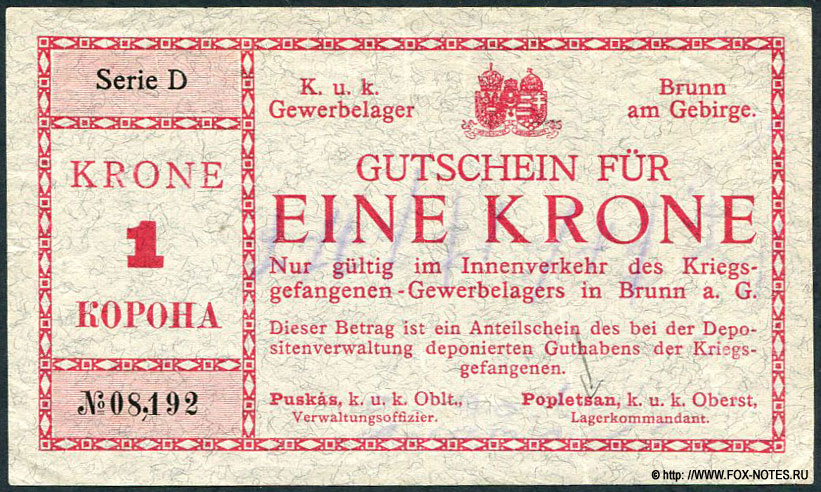 Serie D
KRONE
1
КОРОНА
№ 08,192
K. u. k.
Gewerbelager
Brunn
am Gebirge.
GUTSCHEIN FÜR
EINE KRONE
Nur gültig im Innenverkehr des Kriegs-
gefangenen-Gewerbelagers in Brunn a. G.
Dieser Betrag ist ein Anteilschein des bei der Depo-
sitenverwaltung deponierten Guthabens der Kriegs-
gefangenen.
Puskás, k. u. k. Oblt.,
Verwaltungsoffizier.
Popletsan, k. u. k. Oberst,
Lagerkommandant.
© http: //WWW.FOX-NOTES.RU